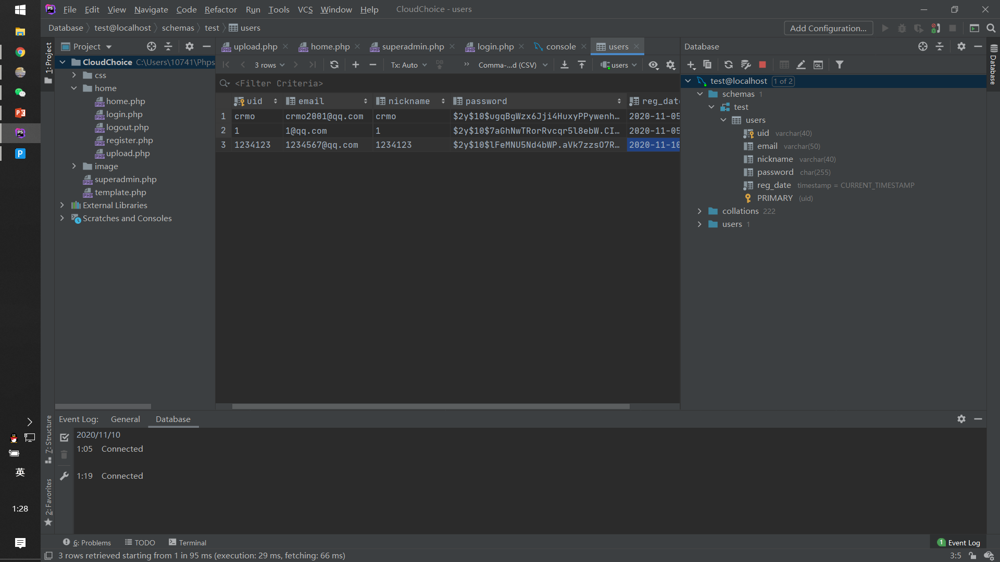 File Edit View Navigate Code Refactor Run Tools VCS Window Help CloudChoice - users
Database test@localhost schemas test users Add Configuration...
1: Project
Project
CloudChoice C:\Users\10741\Phps
css
home
home.php
login.php
logout.php
register.php
upload.php
image
superadmin.php
template.php
External Libraries
Scratches and Consoles
upload.php home.php superadmin.php login.php console users
3 rows Tx: Auto DB Comma-...d (CSV) users
<Filter Criteria>
uid email nickname password reg_date
1 crmo crmo2001@qq.com crmo $2y$10$ugqBgWzx6Jji4HuxyPPywenh… 2020-11-05
2 1 1@qq.com 1 $2y$10$7aGhNwTRorRvcqr5l8ebW.CI… 2020-11-05
3 1234123 1234567@qq.com 1234123 $2y$10$lFeMNU5Nd4bWP.aVk7zzsO7R… 2020-11-10
Database
test@localhost 1 of 2
schemas 1
test
users
uid varchar(40)
email varchar(50)
nickname varchar(40)
password char(255)
reg_date timestamp = CURRENT_TIMESTAMP
PRIMARY (uid)
collations 222
users 1
Database
7: Structure
2: Favorites
Event Log: General Database
2020/11/10
1:05 Connected
1:19 Connected
英
1:28
6: Problems TODO Terminal 1 Event Log
3 rows retrieved starting from 1 in 95 ms (execution: 29 ms, fetching: 66 ms) 3:5